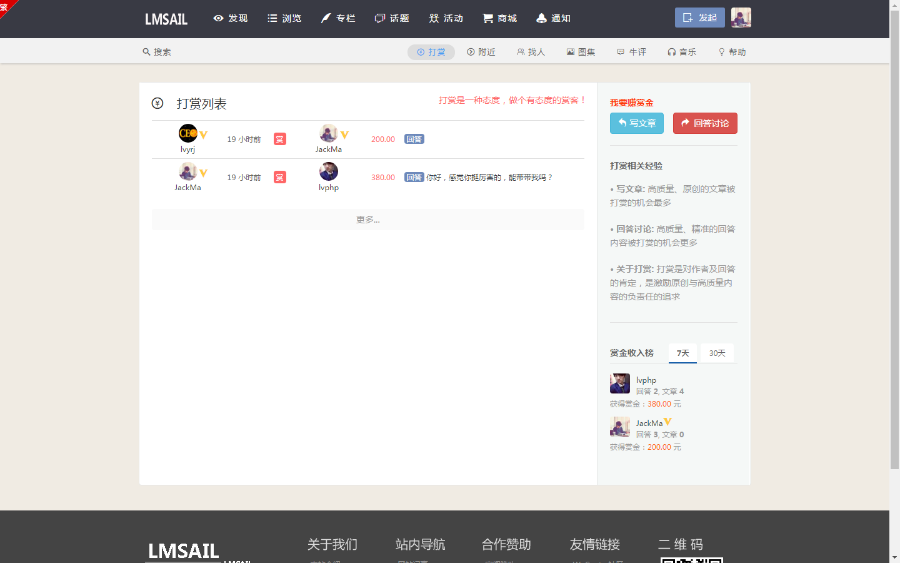 LMSAIL 发现 浏览 专栏 话题 活动 商城 通知 发起
搜索 打赏 附近 找人 图集 牛评 音乐 帮助
打赏列表
打赏是一种态度，做个有态度的赏客！
lvyrj 19 小时前 赏 JackMa 200.00 回答
JackMa 19 小时前 赏 lvphp 380.00 回答 你好，感觉你挺厉害的，能带带我吗？
更多...
我要赚赏金
写文章 回答讨论
打赏相关经验
• 写文章: 高质量、原创的文章被
打赏的机会最多
• 回答讨论: 高质量、精准的回答
内容被打赏的机会更多
• 关于打赏: 打赏是对作者及回答
的肯定，是激励原创与高质量内
容的负责任的追求
赏金收入榜 7天 30天
lvphp
回答 2, 文章 4
获得赏金：380.00 元
JackMa
回答 3, 文章 0
获得赏金：200.00 元
LMSAIL 关于我们 站内导航 合作赞助 友情链接 二 维 码